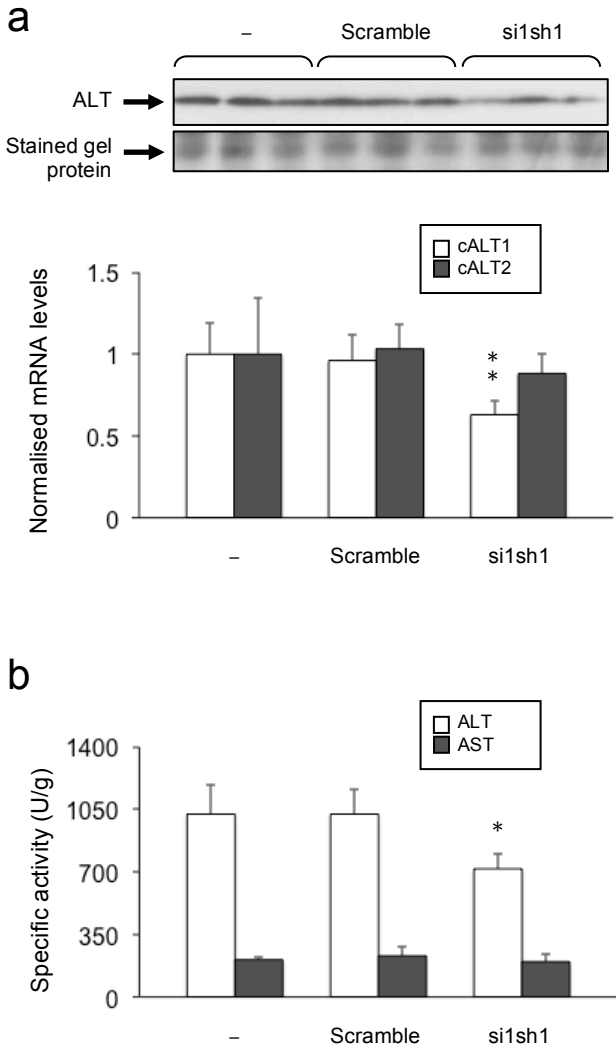 a
– Scramble si1sh1
ALT
Stained gel
protein
cALT1
cALT2
Normalised mRNA levels
1.5
1
0.5
0
*
*
– Scramble si1sh1
b
ALT
AST
Specific activity (U/g)
1400
1050
700
350
0
*
– Scramble si1sh1